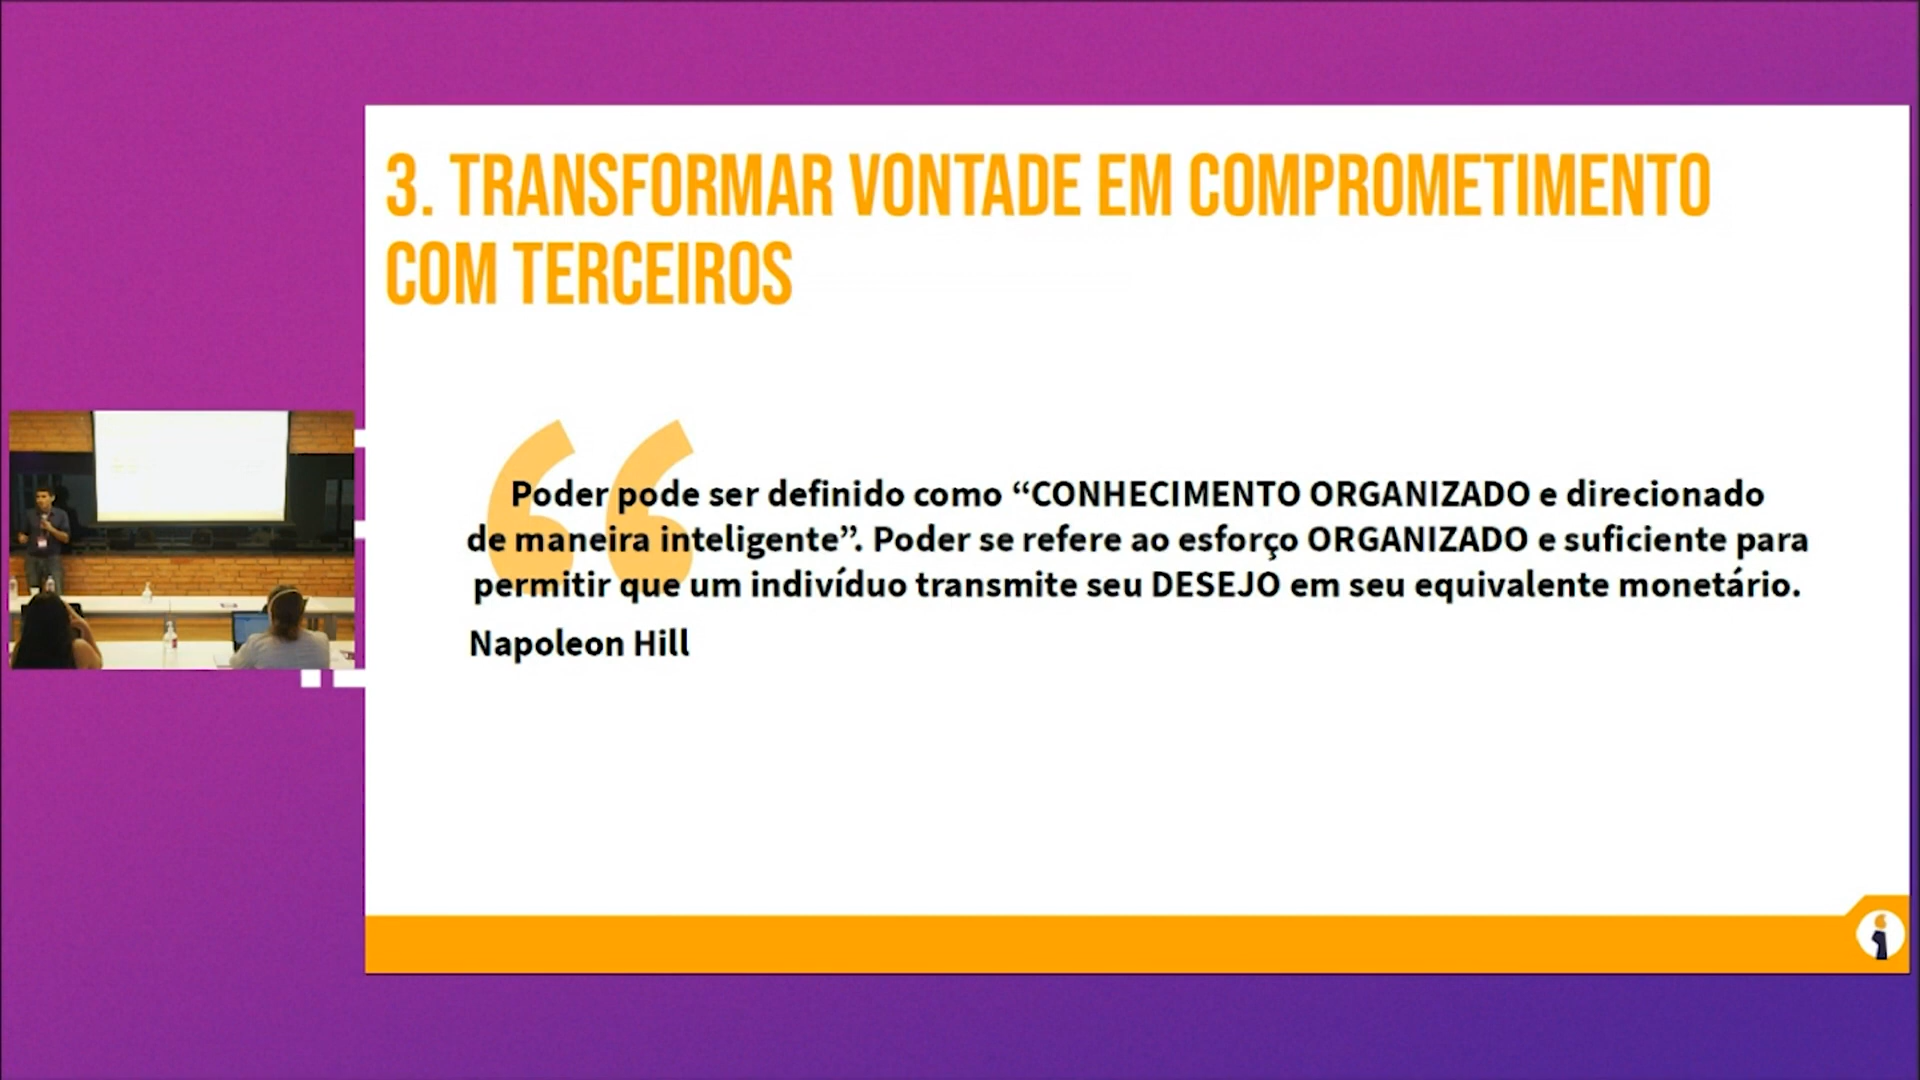 3. TRANSFORMAR VONTADE EM COMPROMETIMENTO
COM TERCEIROS
Poder pode ser definido como “CONHECIMENTO ORGANIZADO e direcionado
de maneira inteligente”. Poder se refere ao esforço ORGANIZADO e suficiente para
permitir que um indivíduo transmite seu DESEJO em seu equivalente monetário.
Napoleon Hill